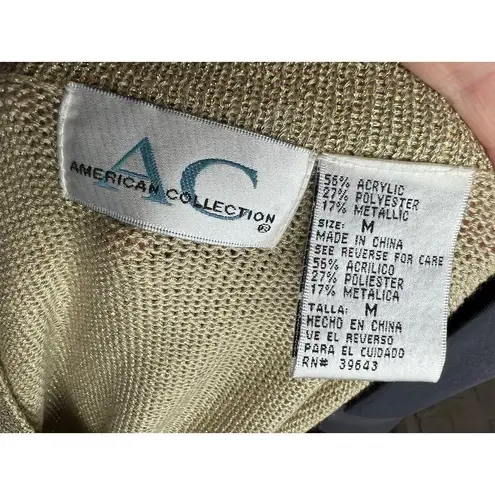 AC
AMERICAN COLLECTION ®
56% ACRYLIC
27% POLYESTER
17% METALLIC
SIZE: M
MADE IN CHINA
SEE REVERSE FOR CARE
56% ACRILICO
27% POLIESTER
17% METALICA
TALLA: M
HECHO EN CHINA
VE EL REVERSO
PARA EL CUIDADO
RN# 39643